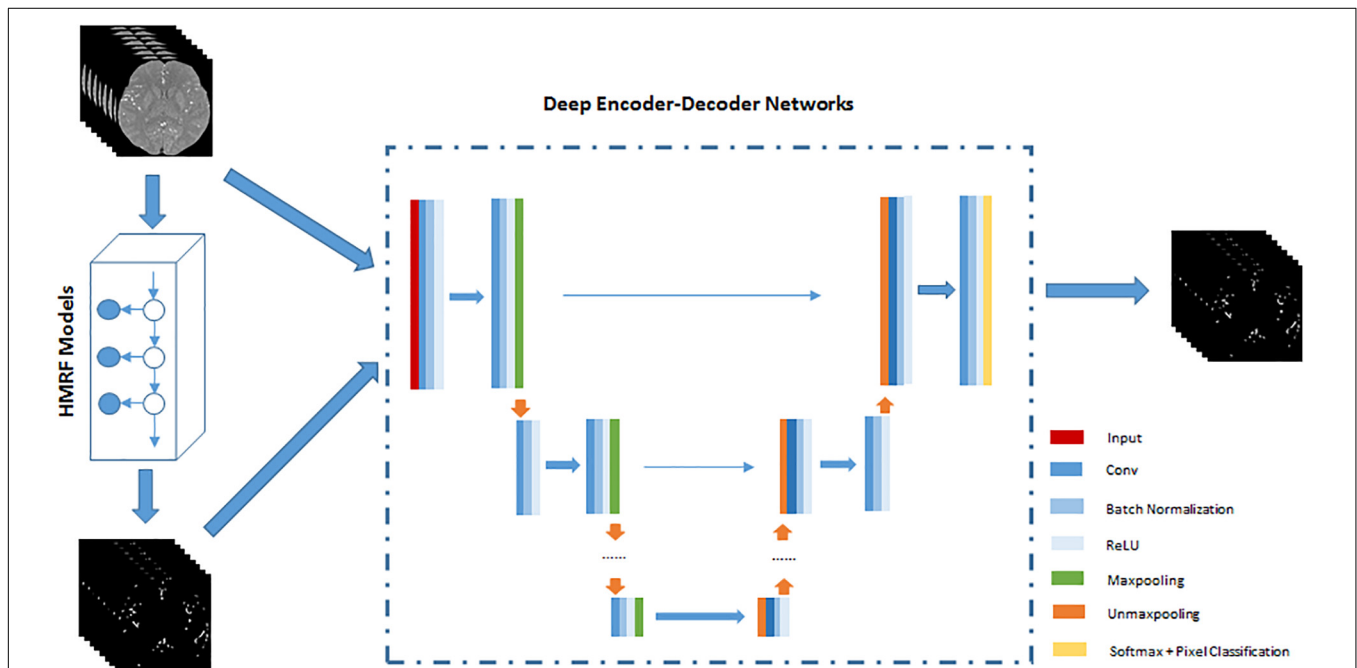 Deep Encoder-Decoder Networks
HMRF Models
......
......
Input
Conv
Batch Normalization
ReLU
Maxpooling
Unmaxpooling
Softmax + Pixel Classification